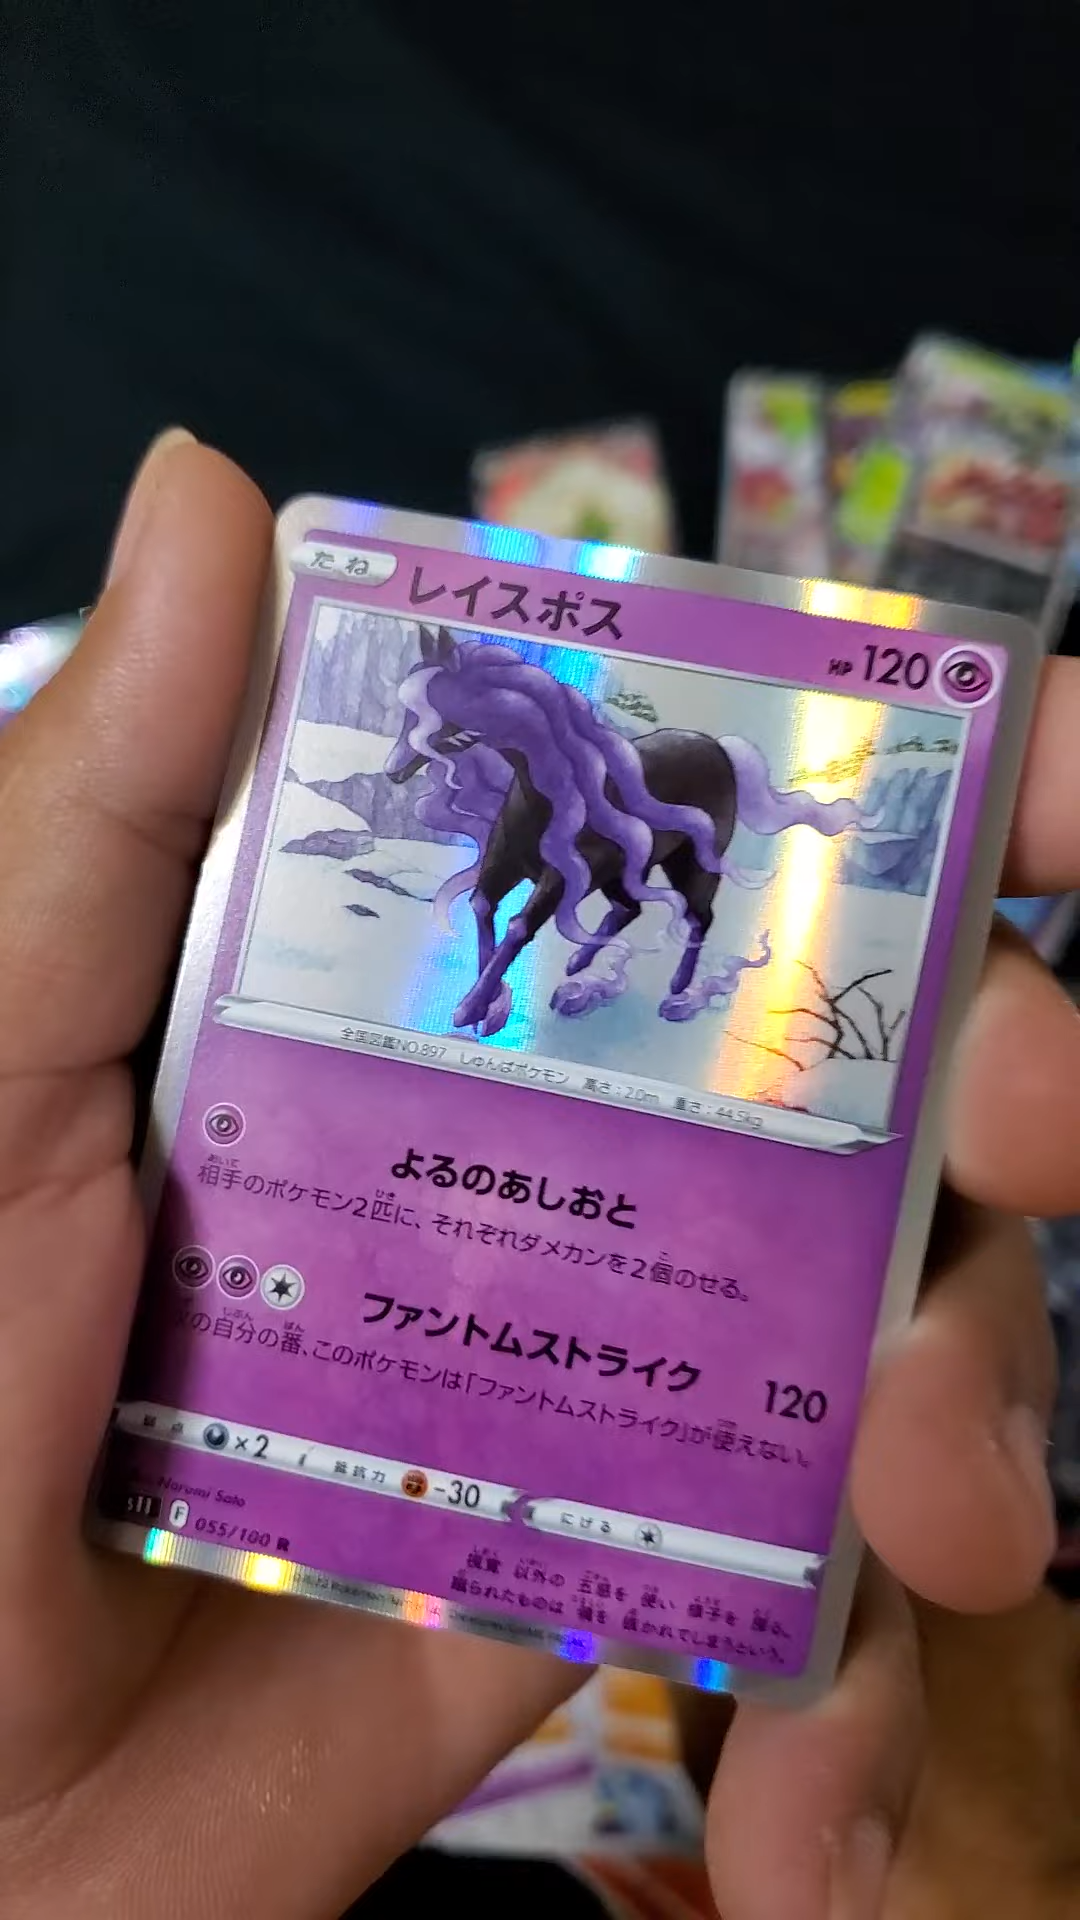 たね
レイスポス
HP 120
全国図鑑NO.897 しゅんばポケモン 高さ:2.0m 重さ:44.5kg
よるのあしおと
相手のポケモン2匹に、それぞれダメカンを2個のせる。
ファントムストライク 120
の自分の番、このポケモンは「ファントムストライク」が使えない。
弱点 ×2 抵抗力 -30 にげる
Narumi Sato
s11 F 055/100 R
視覚 以外の 五感を 使い 様子を 探る。
蹴られたものは 魂を 抜かれてしまうという。